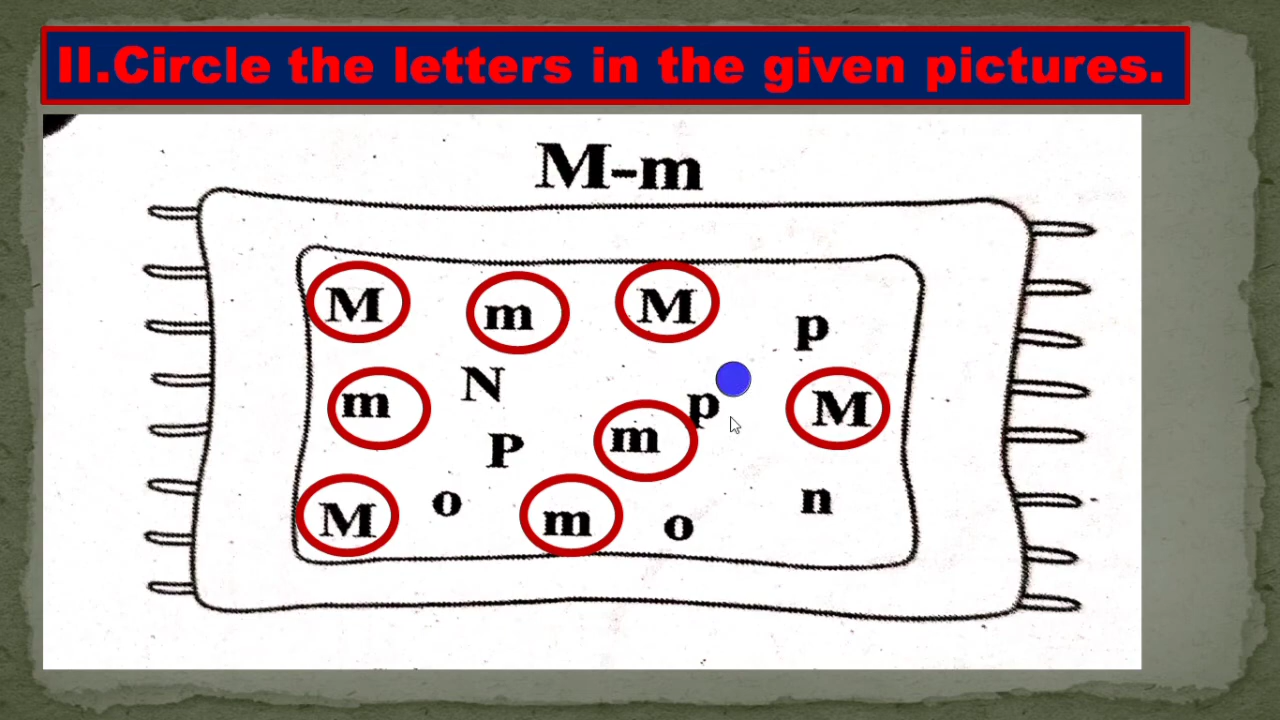 II.Circle the letters in the given pictures.
M-m
M m M p
m N p M
P m
M o m o n